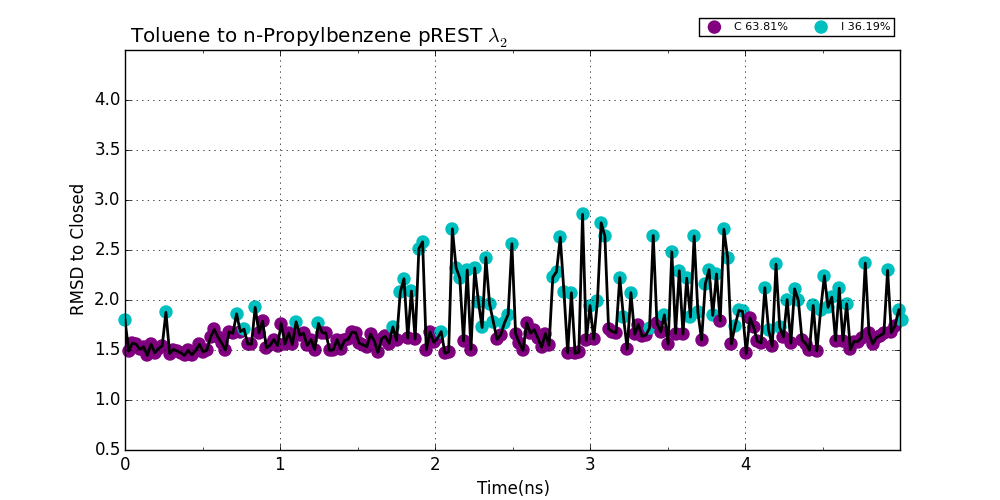 C 63.81% I 36.19%
Toluene to n-Propylbenzene pREST λ₂
4.0
3.5
3.0
2.5
2.0
1.5
1.0
0.5
RMSD to Closed
0 1 2 3 4
Time(ns)